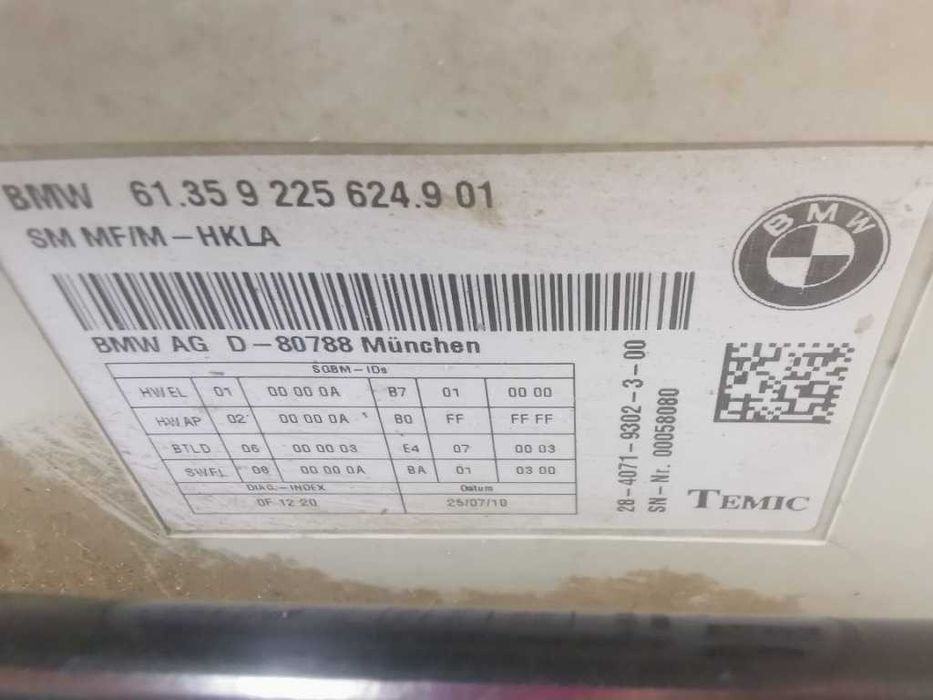 BMW 61.35 9 225 624.9 01
SM MF/M-HKLA
BMW
BMW AG D-80788 München
SGBM-IDs
HWEL 01 00 00 0A B7 01 00 00
HWAP 02 00 00 0A B0 FF FF FF
BTLD 06 00 00 03 E4 07 00 03
SWFL 08 00 00 0A BA 01 03 00
DIAG-INDEX Datum
0F 12 20 25/07/10
28-4071-9302-3-00
SN-Nr. 00058080
TEMIC